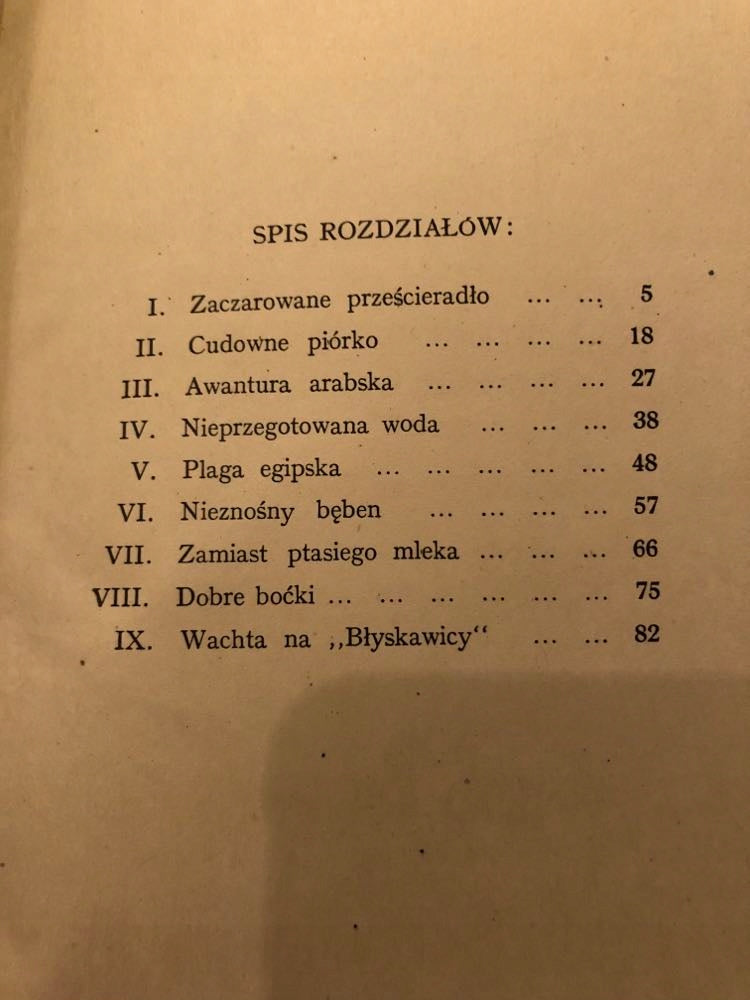 SPIS ROZDZIAŁÓW:
I. Zaczarowane prześcieradło ... ... 5
II. Cudowne piórko ... ... ... ... 18
III. Awantura arabska ... ... ... ... 27
IV. Nieprzegotowana woda ... ... ... 38
V. Plaga egipska ... ... ... ... ... 48
VI. Nieznośny bęben ... ... ... ... 57
VII. Zamiast ptasiego mleka ... ... ... 66
VIII. Dobre boćki ... ... ... ... ... ... 75
IX. Wachta na ,,Błyskawicy“ ... ... 82